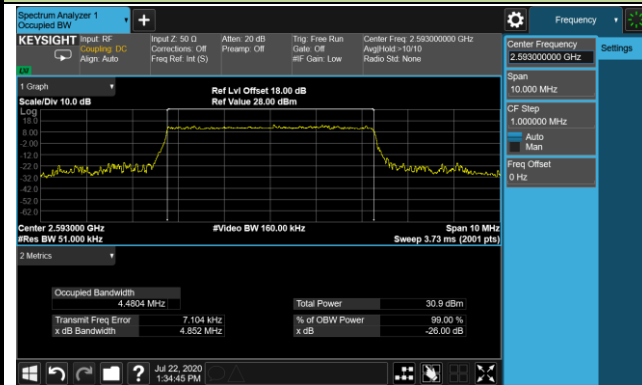 Spectrum Analyzer 1
Occupied BW
+
Frequency
KEYSIGHT
Input: RF
Coupling: DC
Align: Auto
Input Z: 50 Ω
Corrections: Off
Freq Ref: Int (S)
Atten: 20 dB
Preamp: Off
Trig: Free Run
Gate: Off
#IF Gain: Low
Center Freq: 2.593000000 GHz
Avg|Hold:>10/10
Radio Std: None
Center Frequency
2.593000000 GHz
Settings
Span
10.000 MHz
CF Step
1.000000 MHz
Auto
Man
Freq Offset
0 Hz
1 Graph
Scale/Div 10.0 dB
Ref Lvl Offset 18.00 dB
Ref Value 28.00 dBm
Log
18.0
8.00
-2.00
-12.0
-22.0
-32.0
-42.0
-52.0
-62.0
Center 2.593000 GHz
#Res BW 51.000 kHz
#Video BW 160.00 kHz
Span 10 MHz
Sweep 3.73 ms (2001 pts)
2 Metrics
Occupied Bandwidth
4.4804 MHz
Total Power 30.9 dBm
Transmit Freq Error 7.104 kHz
% of OBW Power 99.00 %
x dB Bandwidth 4.852 MHz
x dB -26.00 dB
?
Jul 22, 2020
1:34:45 PM